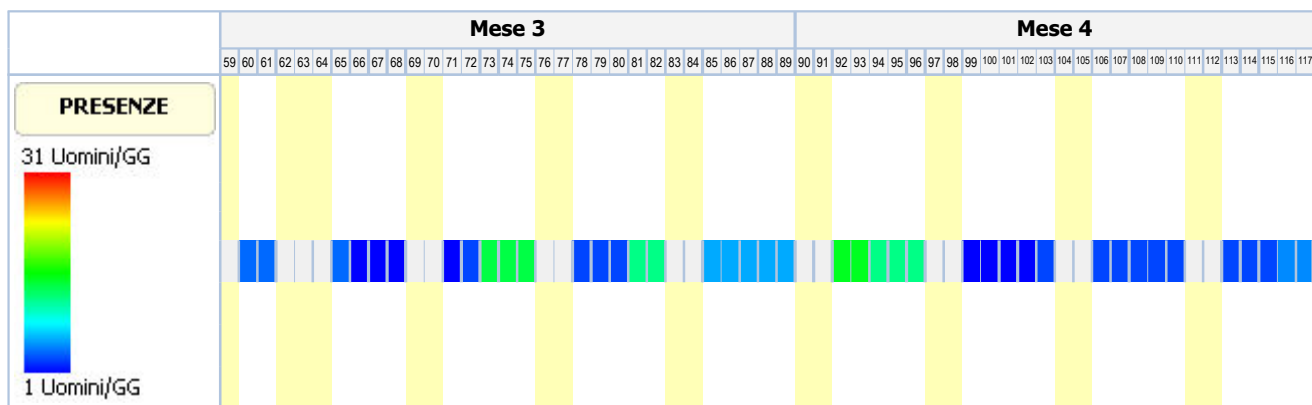 Mese 3 Mese 4
59 60 61 62 63 64 65 66 67 68 69 70 71 72 73 74 75 76 77 78 79 80 81 82 83 84 85 86 87 88 89 90 91 92 93 94 95 96 97 98 99 100 101 102 103 104 105 106 107 108 109 110 111 112 113 114 115 116 117
PRESENZE
31 Uomini/GG
1 Uomini/GG